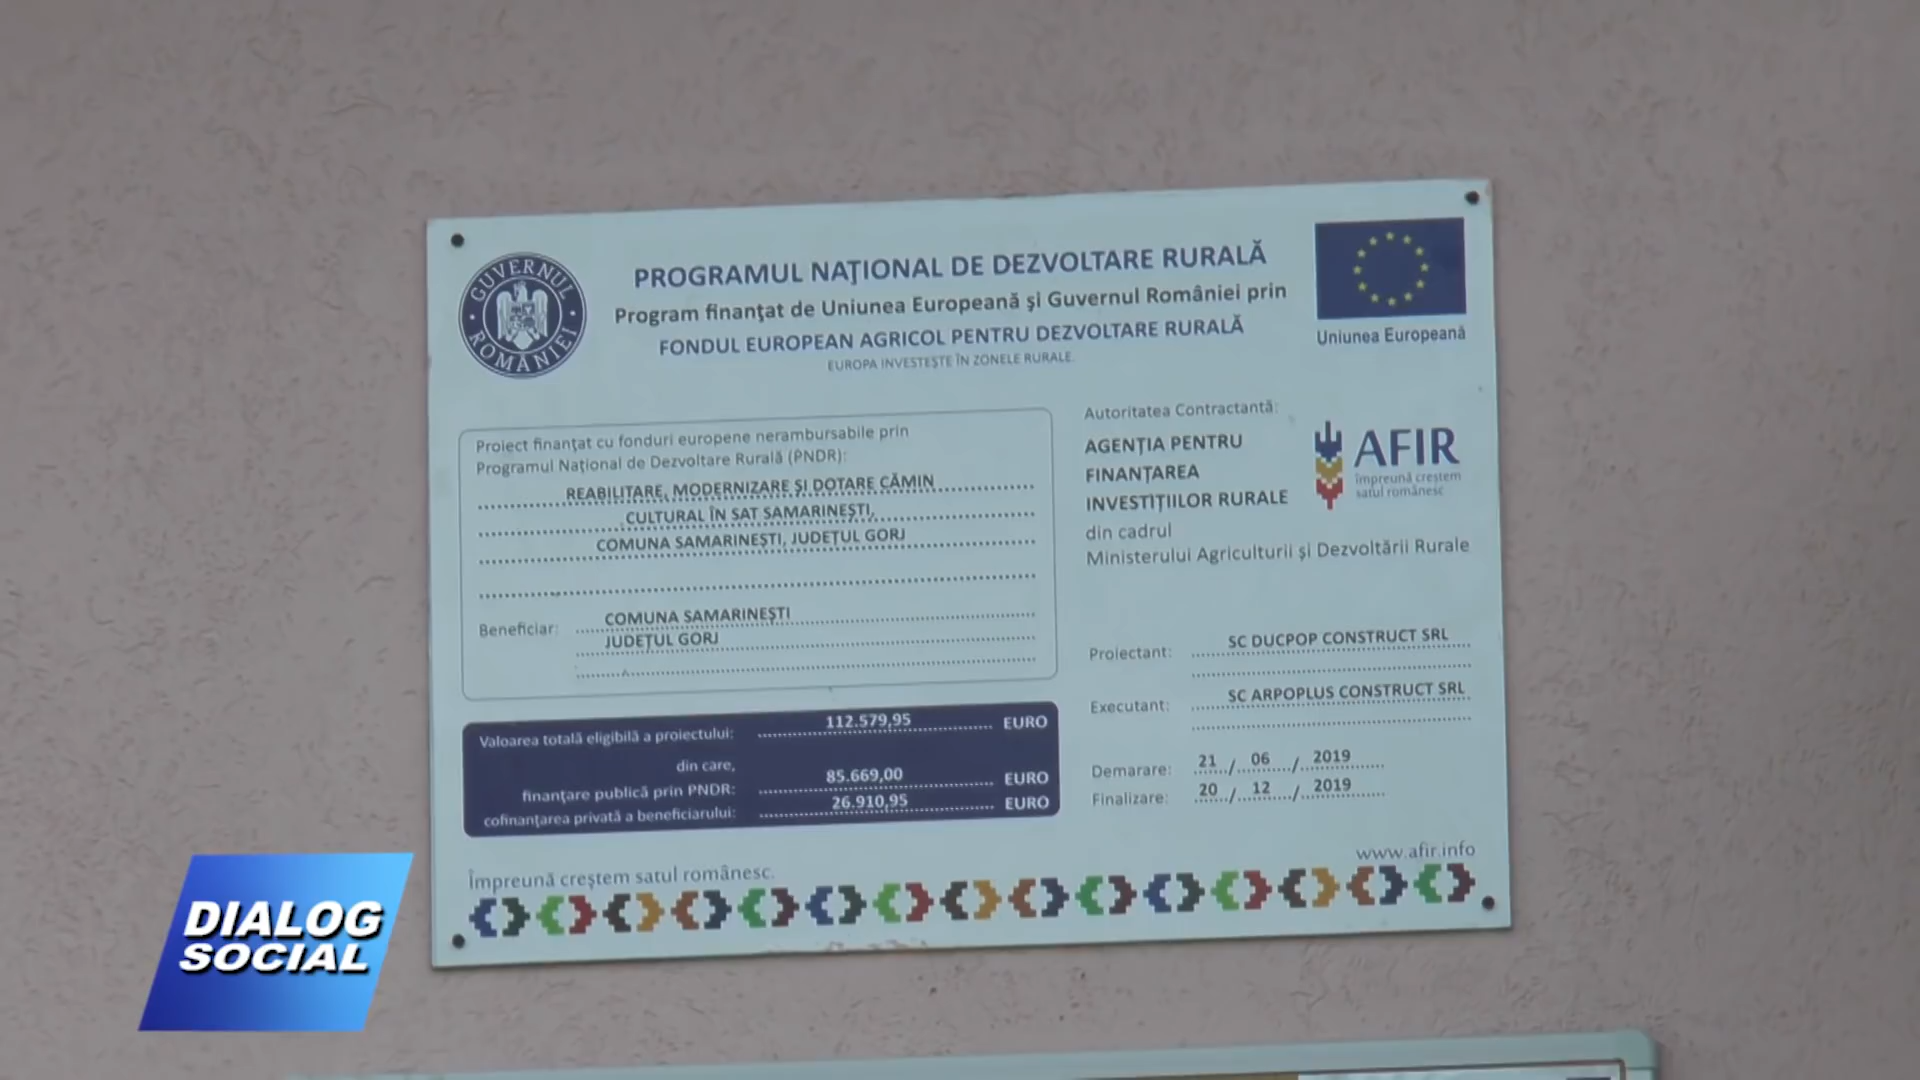 GUVERNUL ROMÂNIEI
PROGRAMUL NAŢIONAL DE DEZVOLTARE RURALĂ
Program finanţat de Uniunea Europeană şi Guvernul României prin
FONDUL EUROPEAN AGRICOL PENTRU DEZVOLTARE RURALĂ
EUROPA INVESTEŞTE ÎN ZONELE RURALE.
Uniunea Europeană
Proiect finanţat cu fonduri europene nerambursabile prin
Programul Naţional de Dezvoltare Rurală (PNDR):
REABILITARE, MODERNIZARE ŞI DOTARE CĂMIN
CULTURAL ÎN SAT SAMARINEŞTI,
COMUNA SAMARINEŞTI, JUDEŢUL GORJ
Beneficiar: COMUNA SAMARINEŞTI
JUDEŢUL GORJ
Valoarea totală eligibilă a proiectului: 112.579,95 EURO
din care,
finanţare publică prin PNDR: 85.669,00 EURO
cofinanţarea privată a beneficiarului: 26.910,95 EURO
Autoritatea Contractantă:
AGENŢIA PENTRU
FINANŢAREA
INVESTIŢIILOR RURALE
din cadrul
Ministerului Agriculturii şi Dezvoltării Rurale
AFIR
împreună creştem
satul românesc
Proiectant: SC DUCPOP CONSTRUCT SRL
Executant: SC ARPOPLUS CONSTRUCT SRL
Demarare: 21 / 06 / 2019
Finalizare: 20 / 12 / 2019
www.afir.info
Împreună creştem satul românesc.
DIALOG
SOCIAL